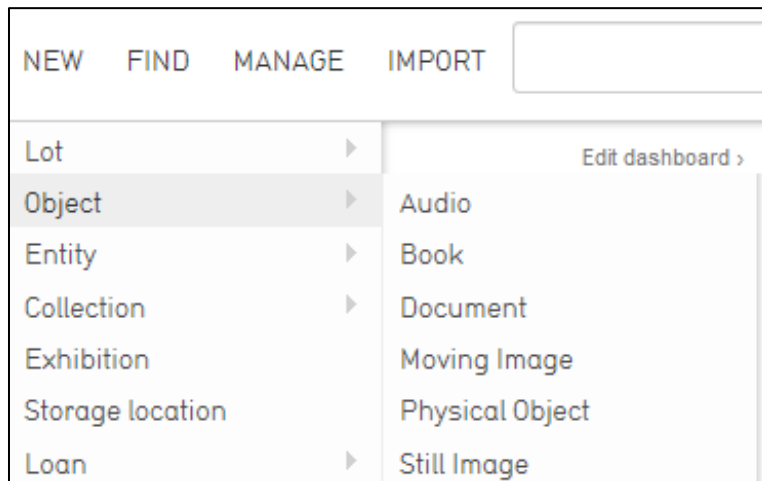 NEW FIND MANAGE IMPORT
Lot
Edit dashboard ›
Object
Audio
Entity
Book
Collection
Document
Exhibition
Moving Image
Storage location
Physical Object
Loan
Still Image